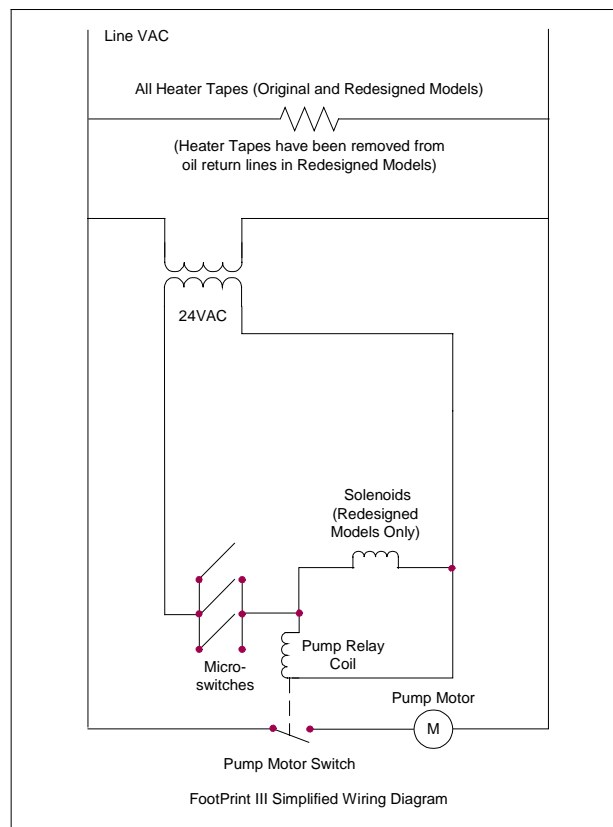 Line VAC
All Heater Tapes (Original and Redesigned Models)
(Heater Tapes have been removed from
oil return lines in Redesigned Models)
24VAC
Solenoids
(Redesigned
Models Only)
Micro-
switches
Pump Relay
Coil
Pump Motor
M
Pump Motor Switch
FootPrint III Simplified Wiring Diagram